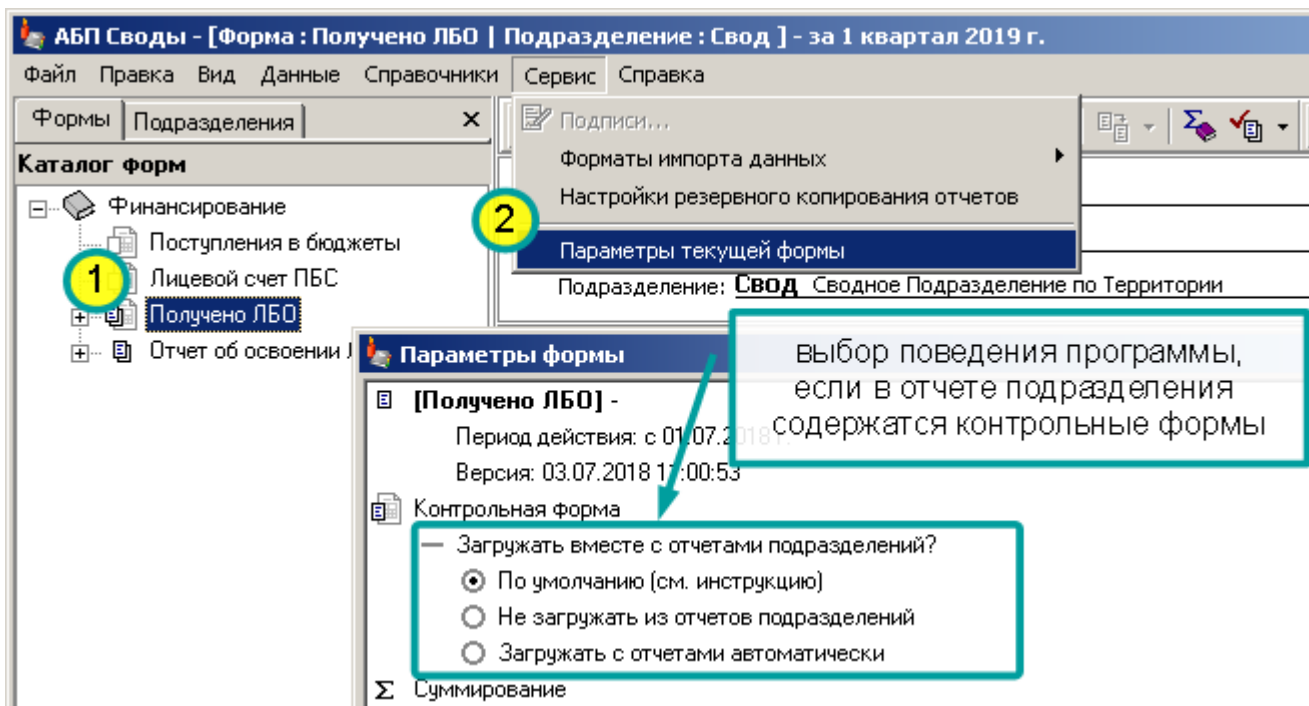 АБП Своды - [Форма : Получено ЛБО | Подразделение : Свод ] - за 1 квартал 2019 г.
Файл Правка Вид Данные Справочники Сервис Справка
Формы Подразделения
Каталог форм
Финансирование
Поступления в бюджеты
1 Лицевой счет ПБС
Получено ЛБО
Отчет об освоении
Подписи...
Форматы импорта данных
Настройки резервного копирования отчетов
2
Параметры текущей формы
Подразделение: Свод Сводное Подразделение по Территории
Параметры формы
выбор поведения программы,
если в отчете подразделения
содержатся контрольные формы
[Получено ЛБО] -
Период действия: с 01.07.2018 г.
Версия: 03.07.2018 :00:53
Контрольная форма
Загружать вместе с отчетами подразделений?
По умолчанию (см. инструкцию)
Не загружать из отчетов подразделений
Загружать с отчетами автоматически
Σ Суммирование